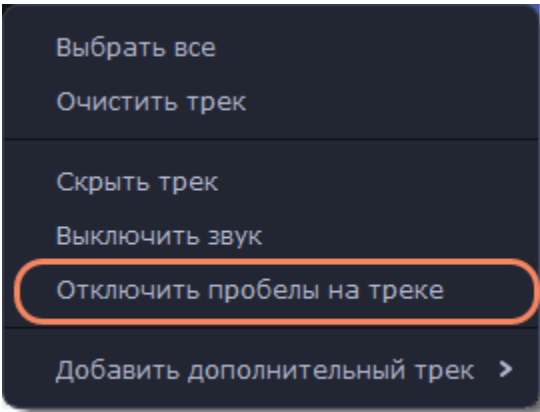 Выбрать все
Очистить трек
Скрыть трек
Выключить звук
Отключить пробелы на треке
Добавить дополнительный трек >